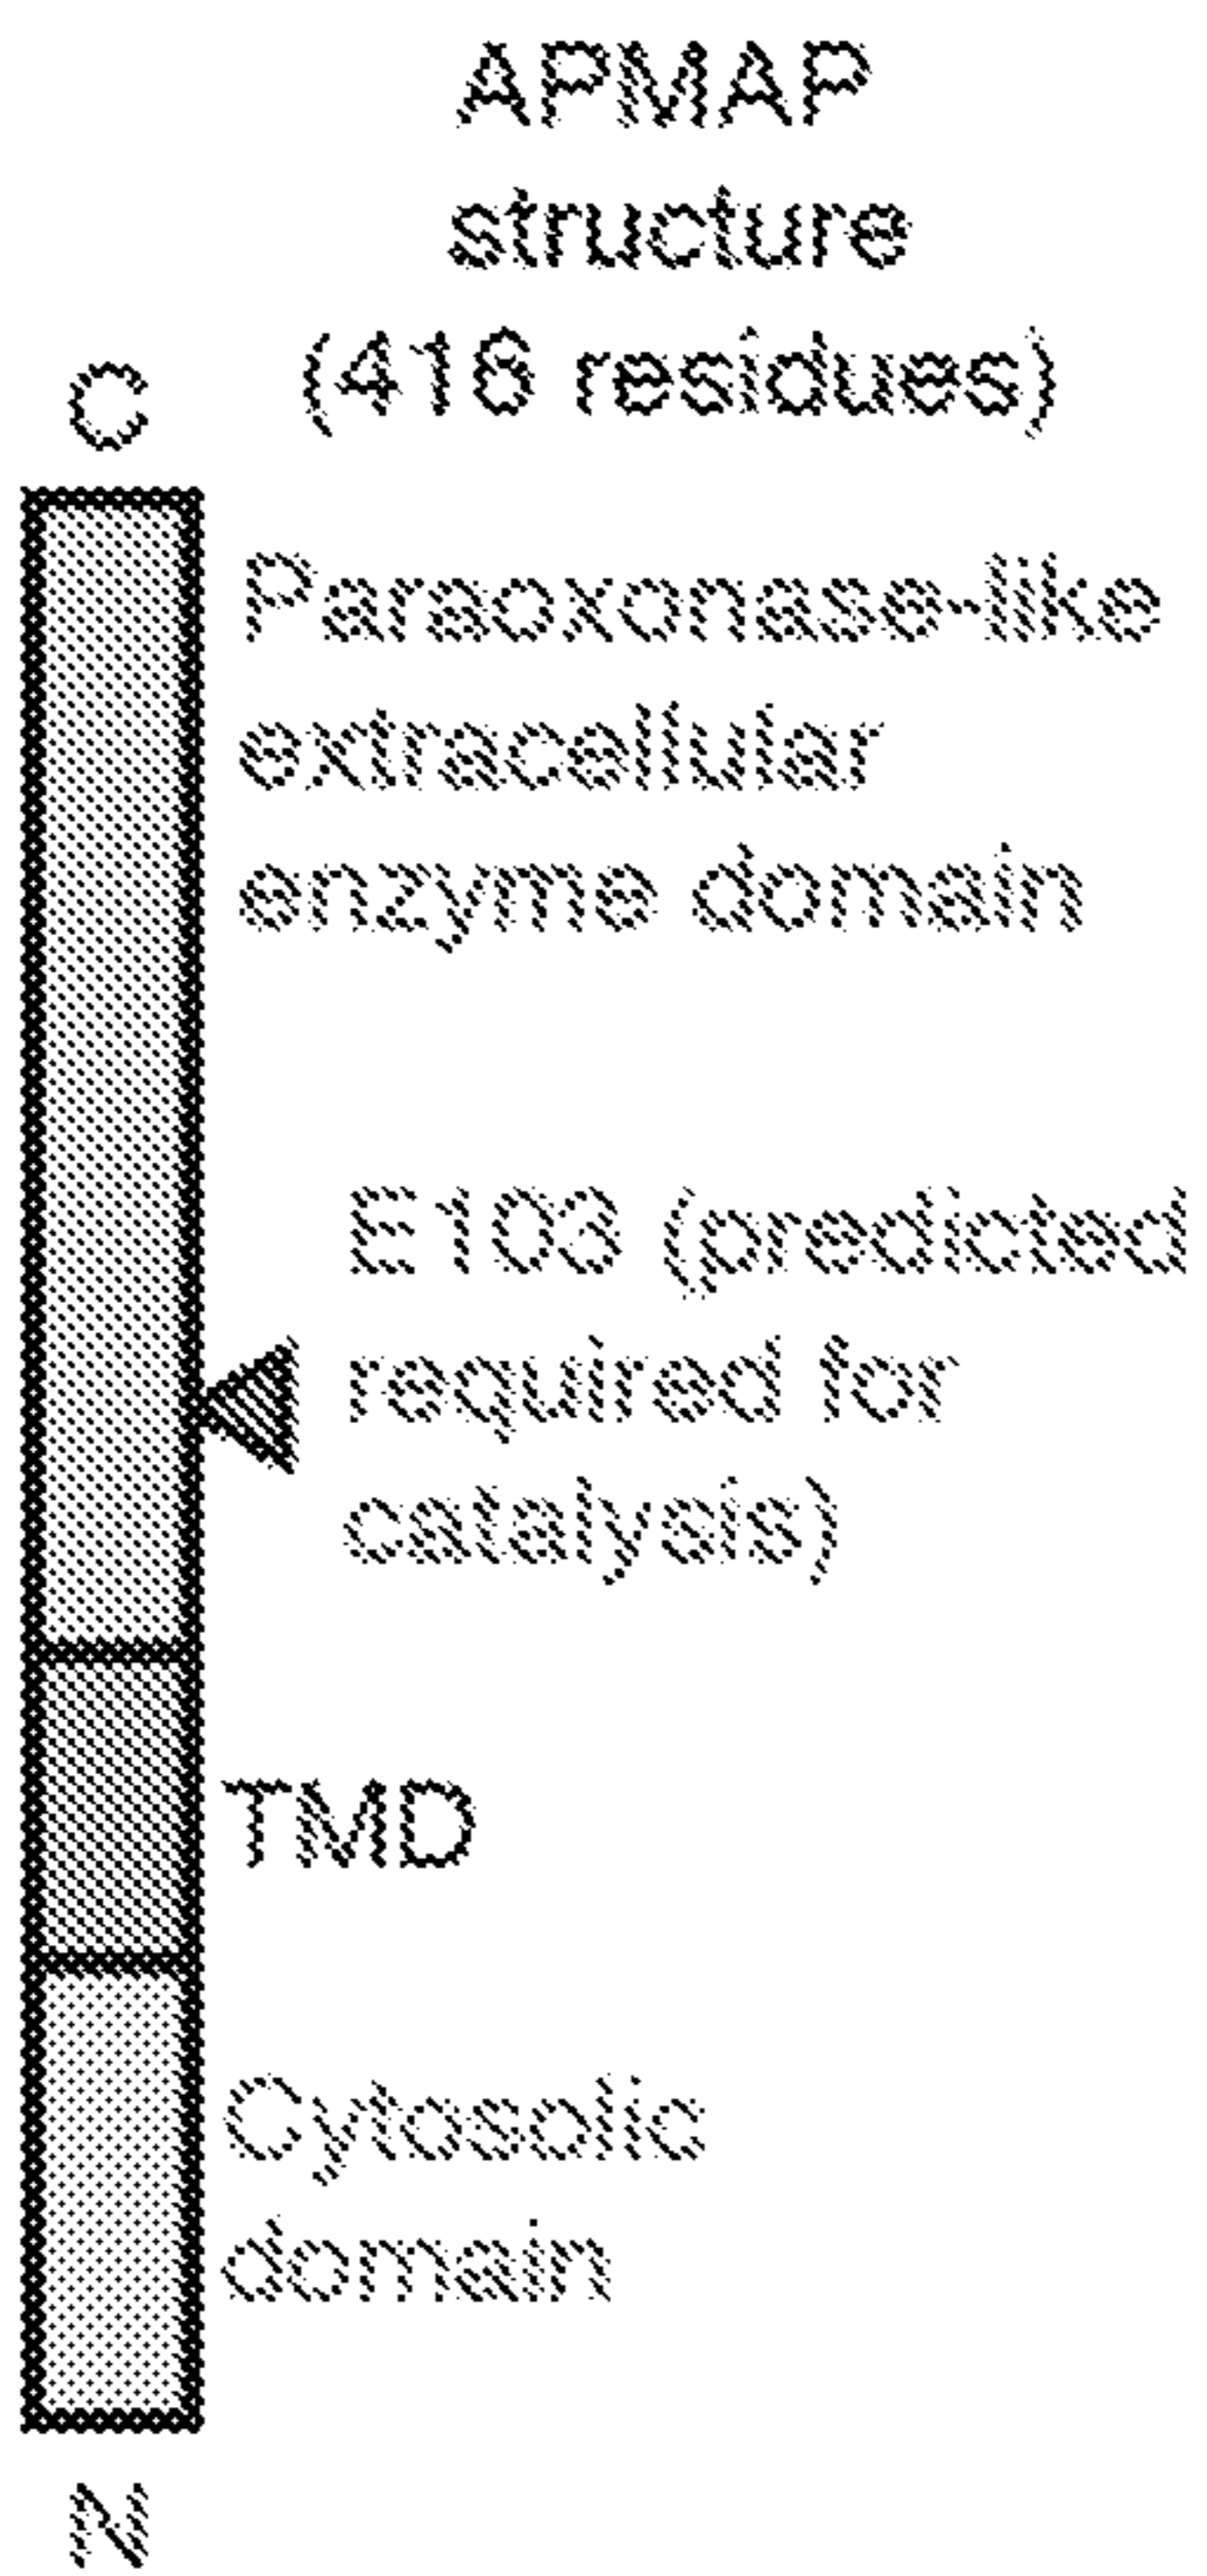 APMAP
structure
(416 residues)
C
Paraoxonase-like
extracellular
enzyme domain
E103 (predicted
required for
catalysis)
TMD
Cytosolic
domain
N